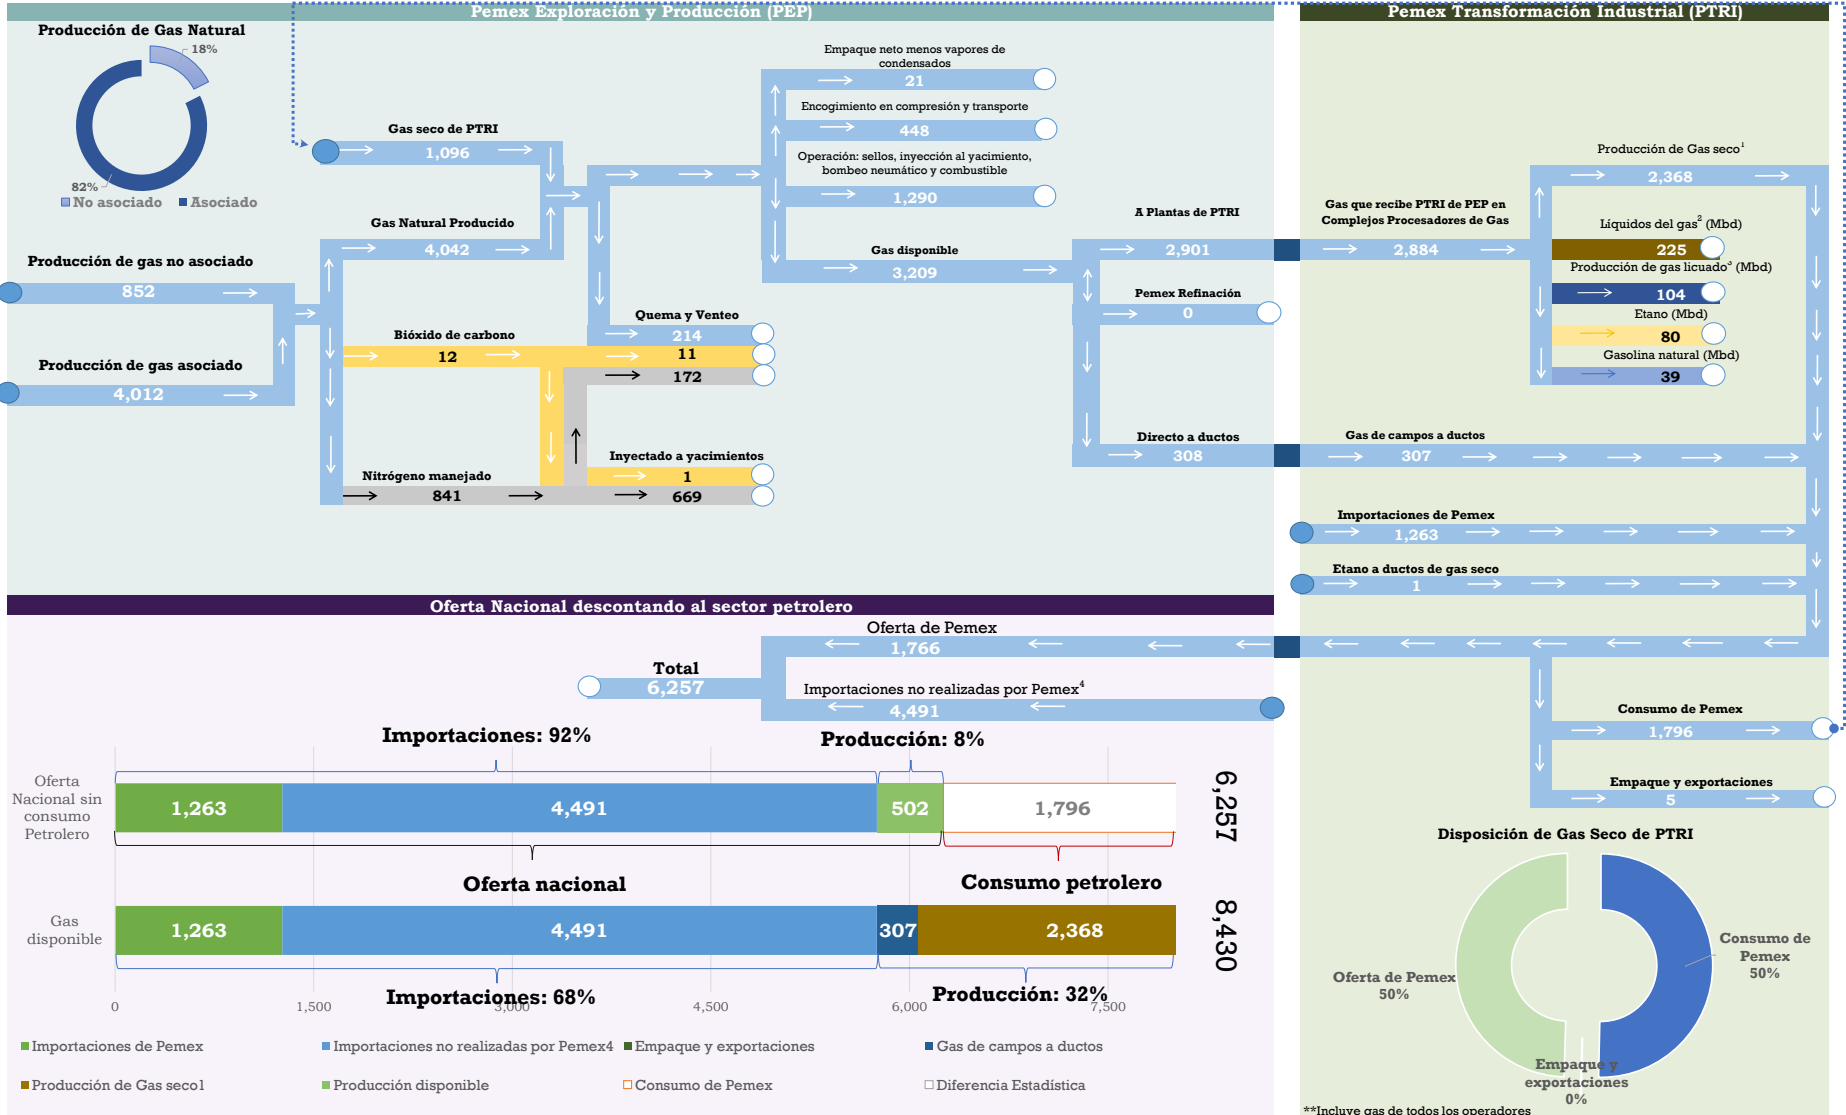 Pemex Exploración y Producción (PEP)
Pemex Transformación Industrial (PTRI)
Producción de Gas Natural
18%
82%
No asociado
Asociado
Producción de gas no asociado
852
Producción de gas asociado
4,012
Gas seco de PTRI
1,096
Gas Natural Producido
4,042
Bióxido de carbono
12
Nitrógeno manejado
841
Empaque neto menos vapores de
condensados
21
Encogimiento en compresión y transporte
448
Operación: sellos, inyección al yacimiento,
bombeo neumático y combustible
1,290
Gas disponible
3,209
Quema y Venteo
214
11
172
Inyectado a yacimientos
1
669
A Plantas de PTRI
2,901
Pemex Refinación
0
Directo a ductos
308
Gas que recibe PTRI de PEP en
Complejos Procesadores de Gas
2,884
Producción de Gas seco¹
2,368
Líquidos del gas² (Mbd)
225
Producción de gas licuado³ (Mbd)
104
Etano (Mbd)
80
Gasolina natural (Mbd)
39
Gas de campos a ductos
307
Importaciones de Pemex
1,263
Etano a ductos de gas seco
1
Oferta Nacional descontando al sector petrolero
Oferta de Pemex
1,766
Total
6,257
Importaciones no realizadas por Pemex⁴
4,491
Consumo de Pemex
1,796
Empaque y exportaciones
5
Importaciones: 92%
Producción: 8%
Oferta
Nacional sin
consumo
Petrolero
1,263
4,491
502
1,796
6,257
Oferta nacional
Consumo petrolero
Gas
disponible
1,263
4,491
307
2,368
8,430
Importaciones: 68%
Producción: 32%
0
1,500
3,000
4,500
6,000
7,500
Importaciones de Pemex
Importaciones no realizadas por Pemex4
Empaque y exportaciones
Gas de campos a ductos
Producción de Gas seco1
Producción disponible
Consumo de Pemex
Diferencia Estadística
Disposición de Gas Seco de PTRI
Consumo de
Pemex
50%
Oferta de Pemex
50%
Empaque y
exportaciones
0%
**Incluye gas de todos los operadores